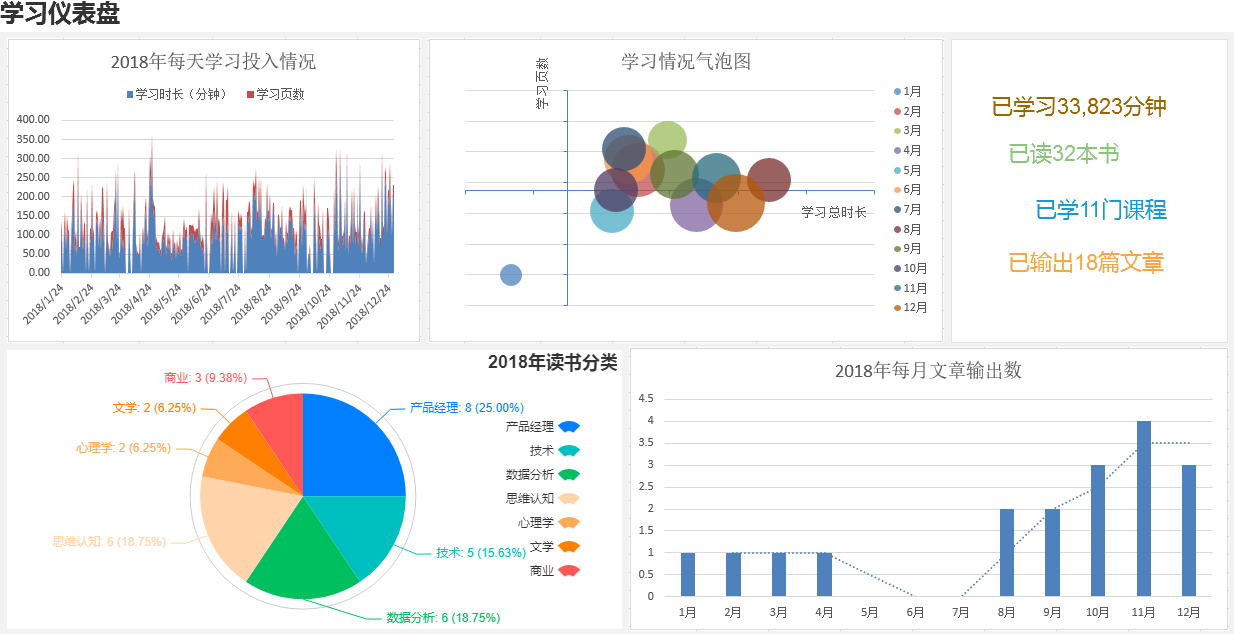 学习仪表盘
2018年每天学习投入情况
学习时长（分钟） 学习页数
400.00
350.00
300.00
250.00
200.00
150.00
100.00
50.00
0.00
2018/1/24
2018/2/24
2018/3/24
2018/4/24
2018/5/24
2018/6/24
2018/7/24
2018/8/24
2018/9/24
2018/10/24
2018/11/24
2018/12/24
学习情况气泡图
学习页数
学习总时长
1月
2月
3月
4月
5月
6月
7月
8月
9月
10月
11月
12月
已学习33,823分钟
已读32本书
已学11门课程
已输出18篇文章
2018年读书分类
商业: 3 (9.38%)
文学: 2 (6.25%)
心理学: 2 (6.25%)
思维认知: 6 (18.75%)
产品经理: 8 (25.00%)
技术: 5 (15.63%)
数据分析: 6 (18.75%)
产品经理
技术
数据分析
思维认知
心理学
文学
商业
2018年每月文章输出数
4.5
4
3.5
3
2.5
2
1.5
1
0.5
0
1月 2月 3月 4月 5月 6月 7月 8月 9月 10月 11月 12月